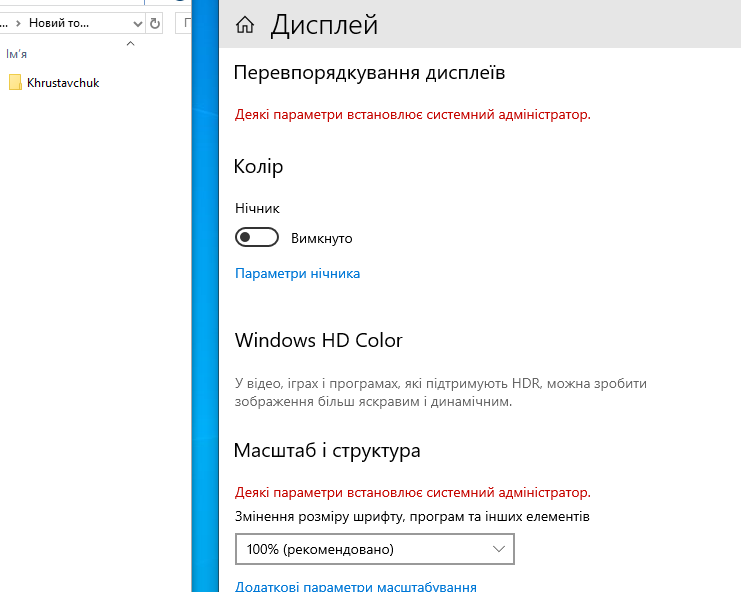 ... › Новий то...
Ім'я
Khrustavchuk
Дисплей
Перевпорядкування дисплеїв
Деякі параметри встановлює системний адміністратор.
Колір
Нічник
Вимкнуто
Параметри нічника
Windows HD Color
У відео, іграх і програмах, які підтримують HDR, можна зробити
зображення більш яскравим і динамічним.
Масштаб і структура
Деякі параметри встановлює системний адміністратор.
Змінення розміру шрифту, програм та інших елементів
100% (рекомендовано)
Додаткові параметри масштабування